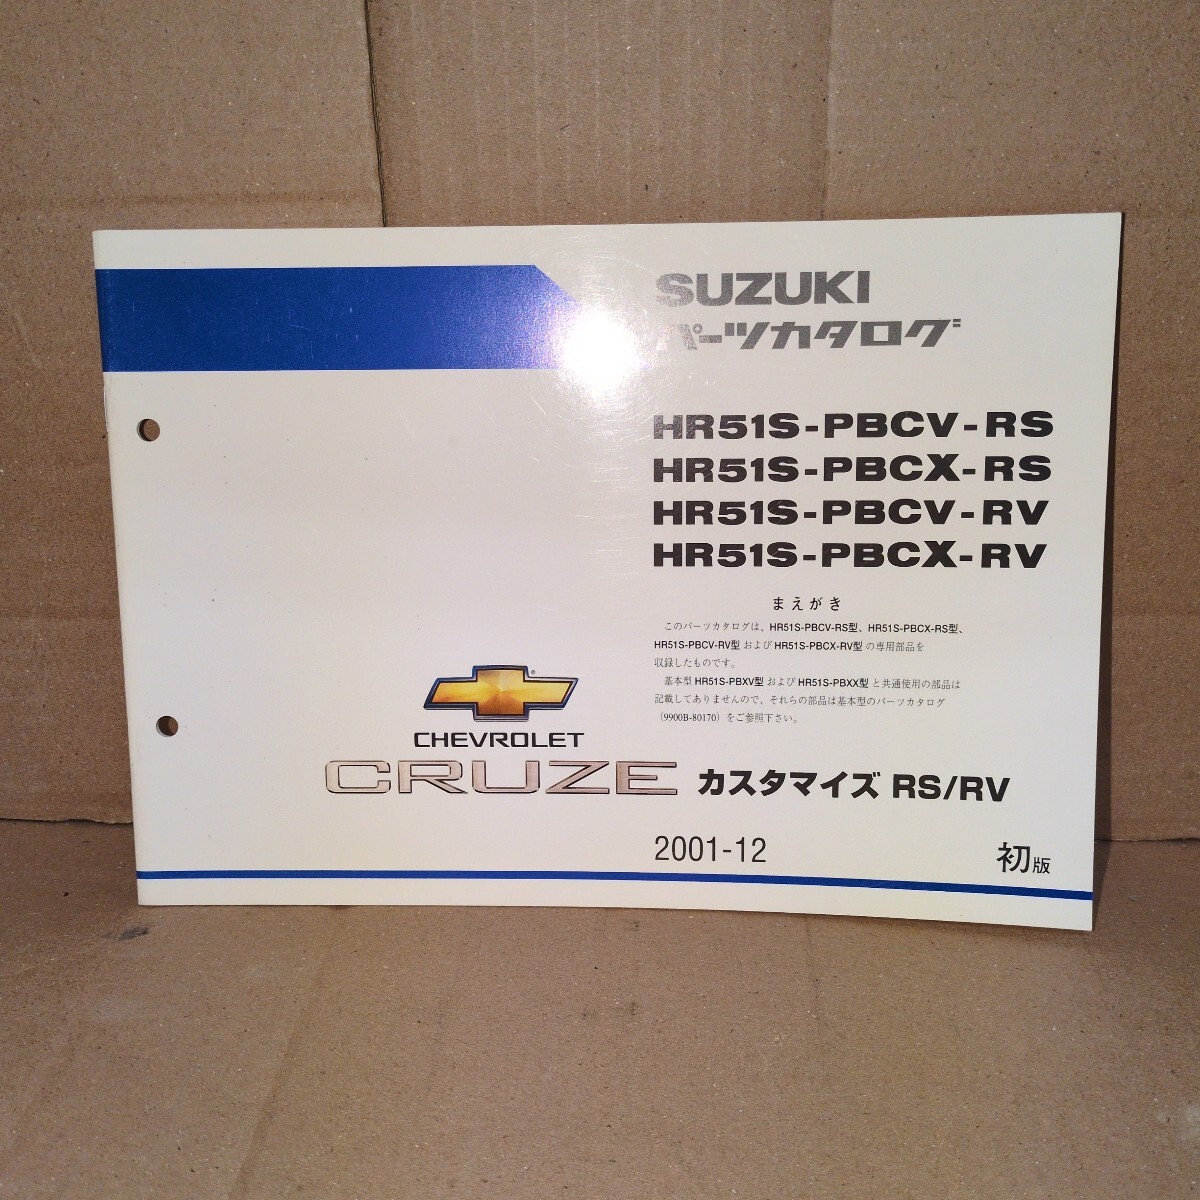 SUZUKI
パーツカタログ
HR51S-PBCV-RS
HR51S-PBCX-RS
HR51S-PBCV-RV
HR51S-PBCX-RV
まえがき
このパーツカタログは、HR51S-PBCV-RS型、HR51S-PBCX-RS型、
HR51S-PBCV-RV型 および HR51S-PBCX-RV型 の専用部品を
収録したものです。
基本型 HR51S-PBXV型 および HR51S-PBXX型 と共通使用の部品は
記載してありませんので、それらの部品は基本型のパーツカタログ
(9900B-80170) をご参照下さい。
CHEVROLET
CRUZE カスタマイズ RS/RV
2001-12 初版